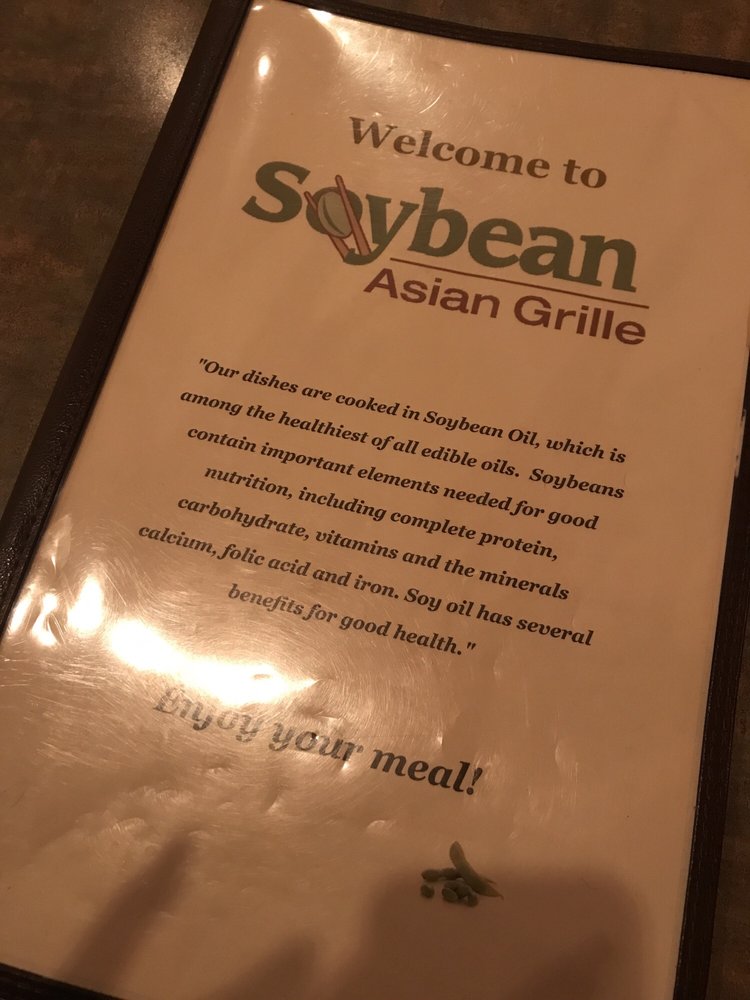 Welcome to
Soybean
Asian Grille
"Our dishes are cooked in Soybean Oil, which is
among the healthiest of all edible oils. Soybeans
contain important elements needed for good
nutrition, including complete protein,
carbohydrate, vitamins and the minerals
calcium, folic acid and iron. Soy oil has several
benefits for good health."
Enjoy your meal!